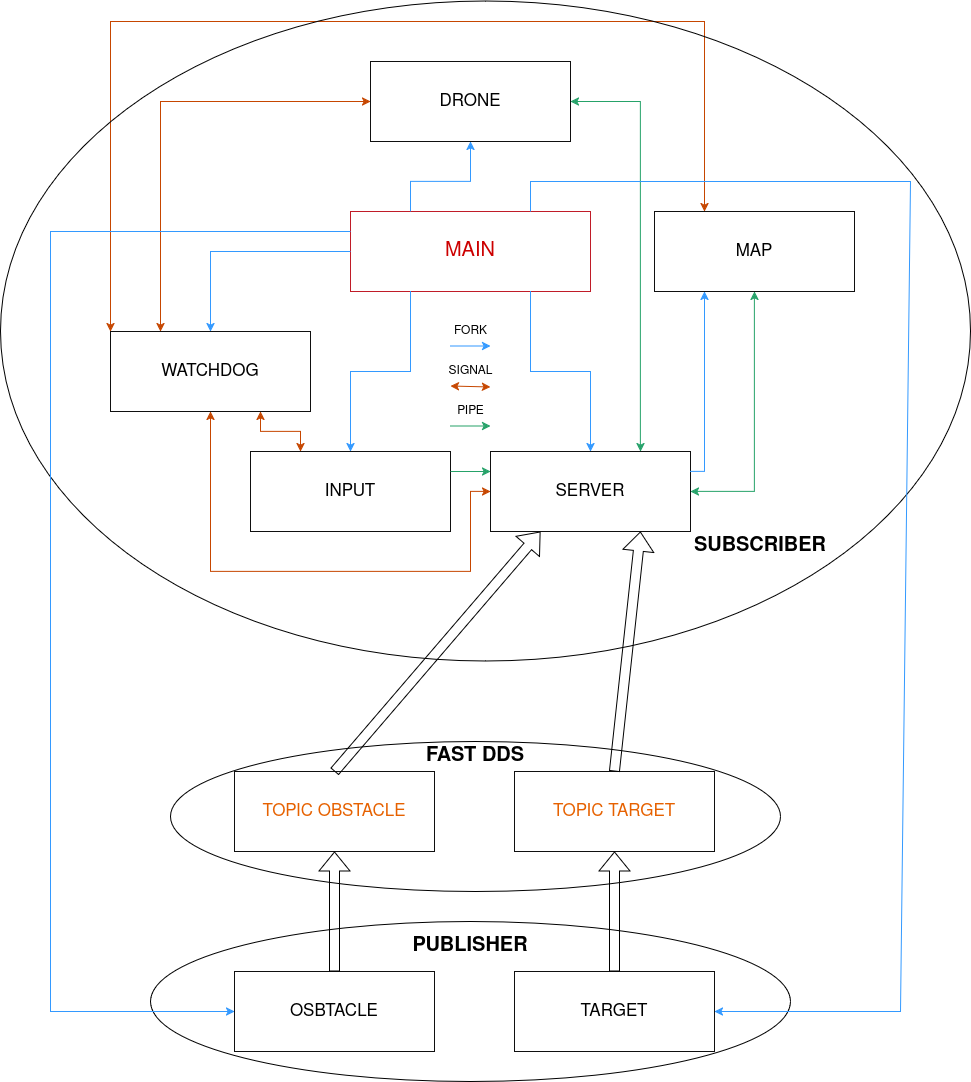 DRONE
MAIN
MAP
FORK
WATCHDOG
SIGNAL
PIPE
INPUT
SERVER
SUBSCRIBER
FAST DDS
TOPIC OBSTACLE
TOPIC TARGET
PUBLISHER
OSBTACLE
TARGET